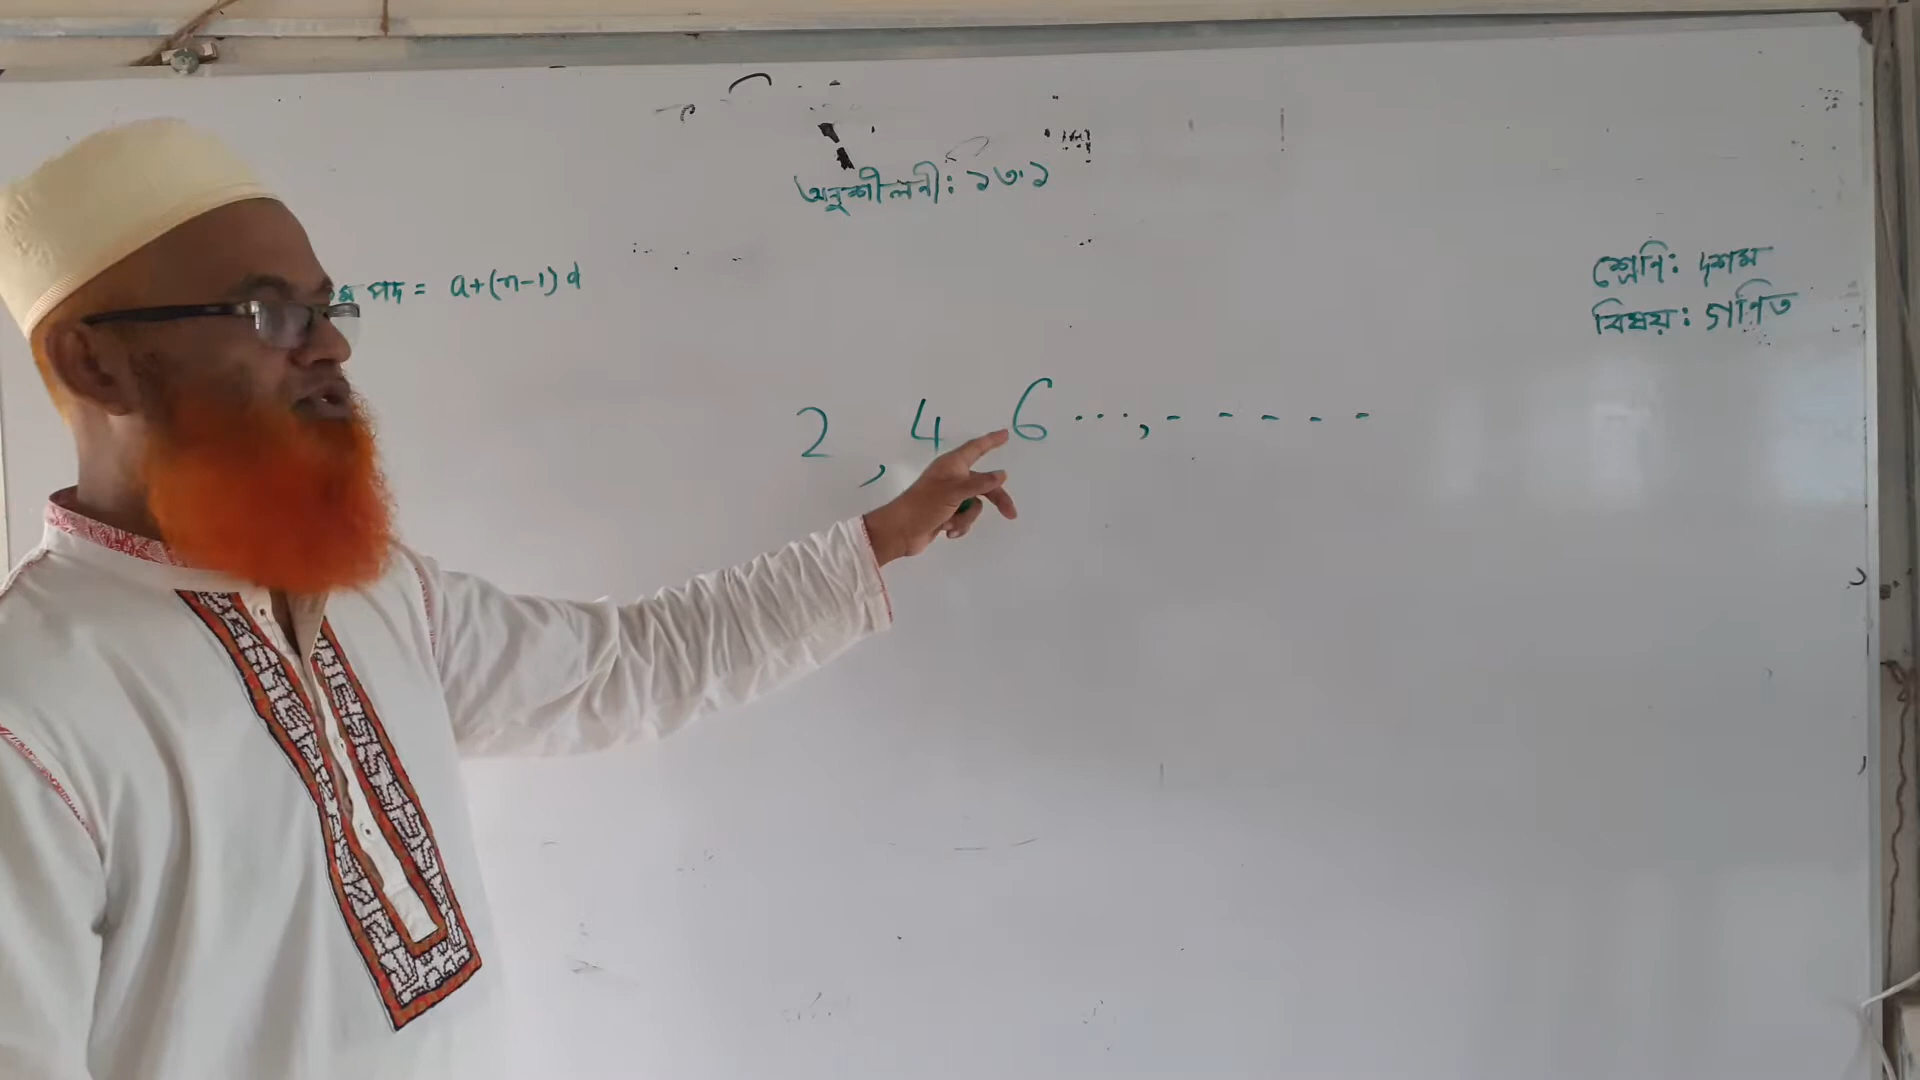 অনুশীলনী: ১৩.১
শ্রেণি: দশম
বিষয়: গণিত
পদ = a+(n-1)d
2, 4 6 ..., - - - - -